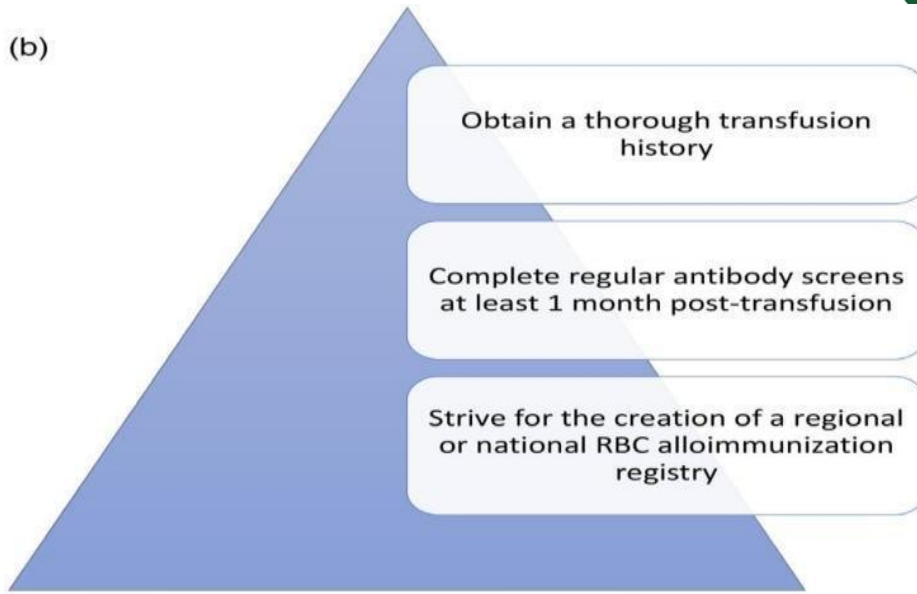 (b)
Obtain a thorough transfusion
history
Complete regular antibody screens
at least 1 month post-transfusion
Strive for the creation of a regional
or national RBC alloimmunization
registry